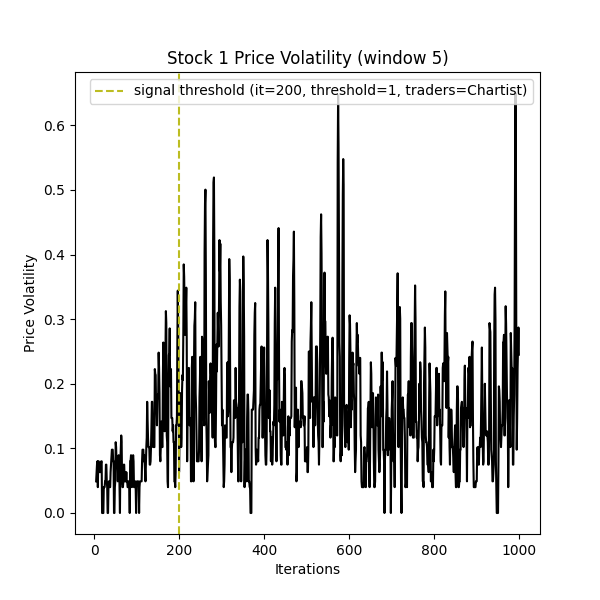 Stock 1 Price Volatility (window 5)
signal threshold (it=200, threshold=1, traders=Chartist)
Price Volatility
0.6
0.5
0.4
0.3
0.2
0.1
0.0
0 200 400 600 800 1000
Iterations